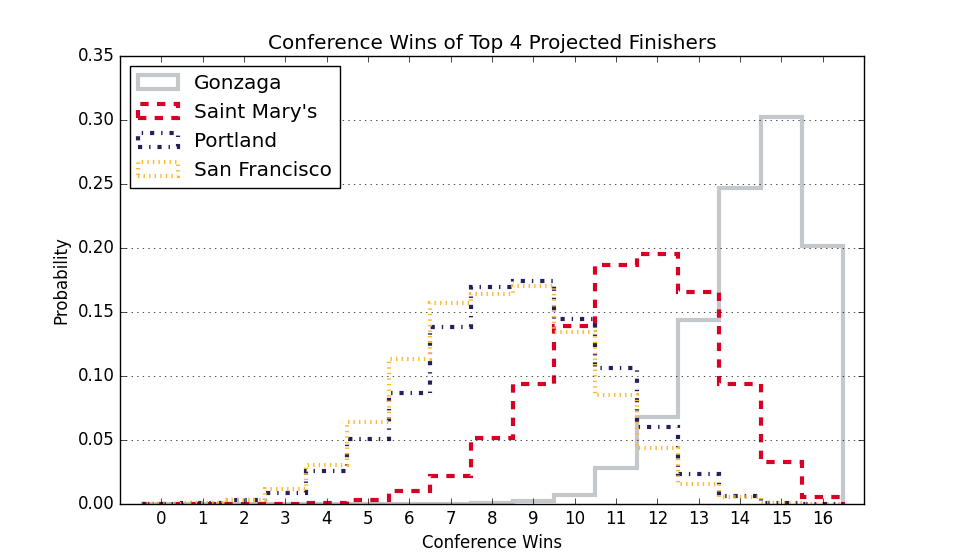 Conference Wins of Top 4 Projected Finishers
0.35
0.30
0.25
0.20
0.15
0.10
0.05
0.00
Probability
Gonzaga
Saint Mary's
Portland
San Francisco
0 1 2 3 4 5 6 7 8 9 10 11 12 13 14 15 16
Conference Wins